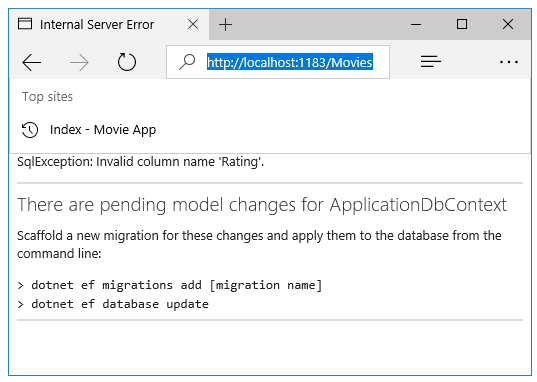 Internal Server Error
http://localhost:1183/Movies
Top sites
Index - Movie App
SqlException: Invalid column name 'Rating'.
There are pending model changes for ApplicationDbContext
Scaffold a new migration for these changes and apply them to the database from the
command line:
> dotnet ef migrations add [migration name]
> dotnet ef database update